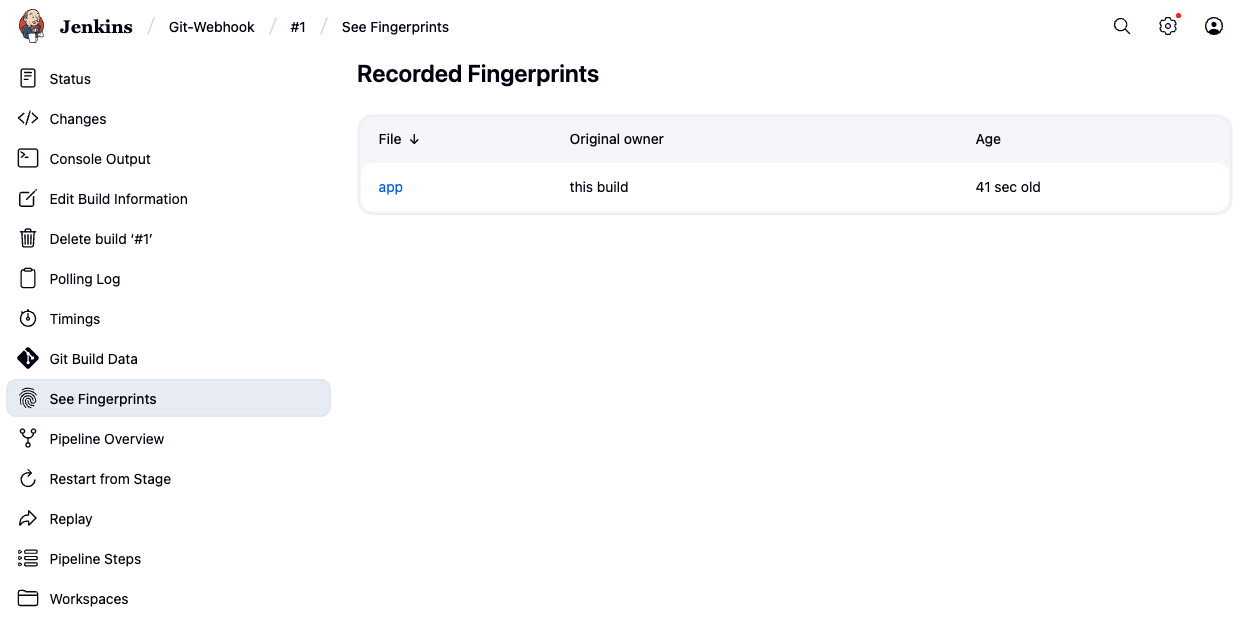 Jenkins / Git-Webhook / #1 / See Fingerprints
Status
Changes
Console Output
Edit Build Information
Delete build ‘#1’
Polling Log
Timings
Git Build Data
See Fingerprints
Pipeline Overview
Restart from Stage
Replay
Pipeline Steps
Workspaces
Recorded Fingerprints
File ↓ Original owner Age
app this build 41 sec old